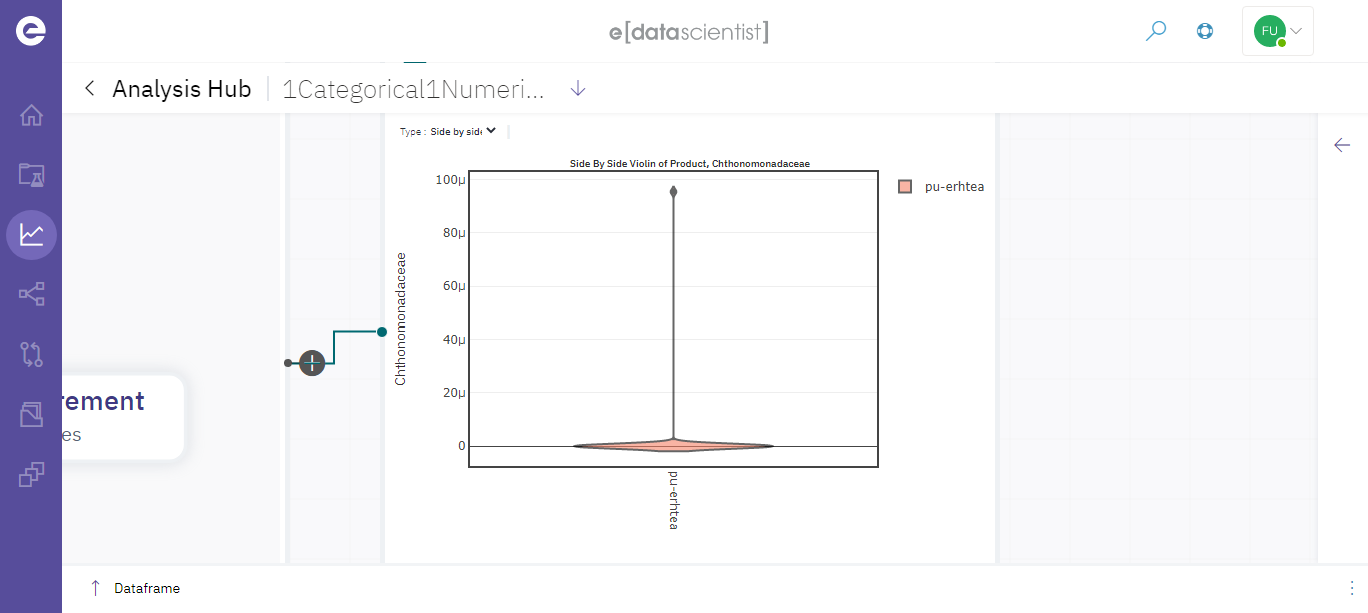 e[datascientist]
FU
Analysis Hub
1Categorical1Numeri...
Type : Side by side
Side By Side Violin of Product, Chthonomonadaceae
100μ
80μ
60μ
40μ
20μ
0
Chthonomonadaceae
pu-erhtea
pu-erhtea
rement
es
Dataframe